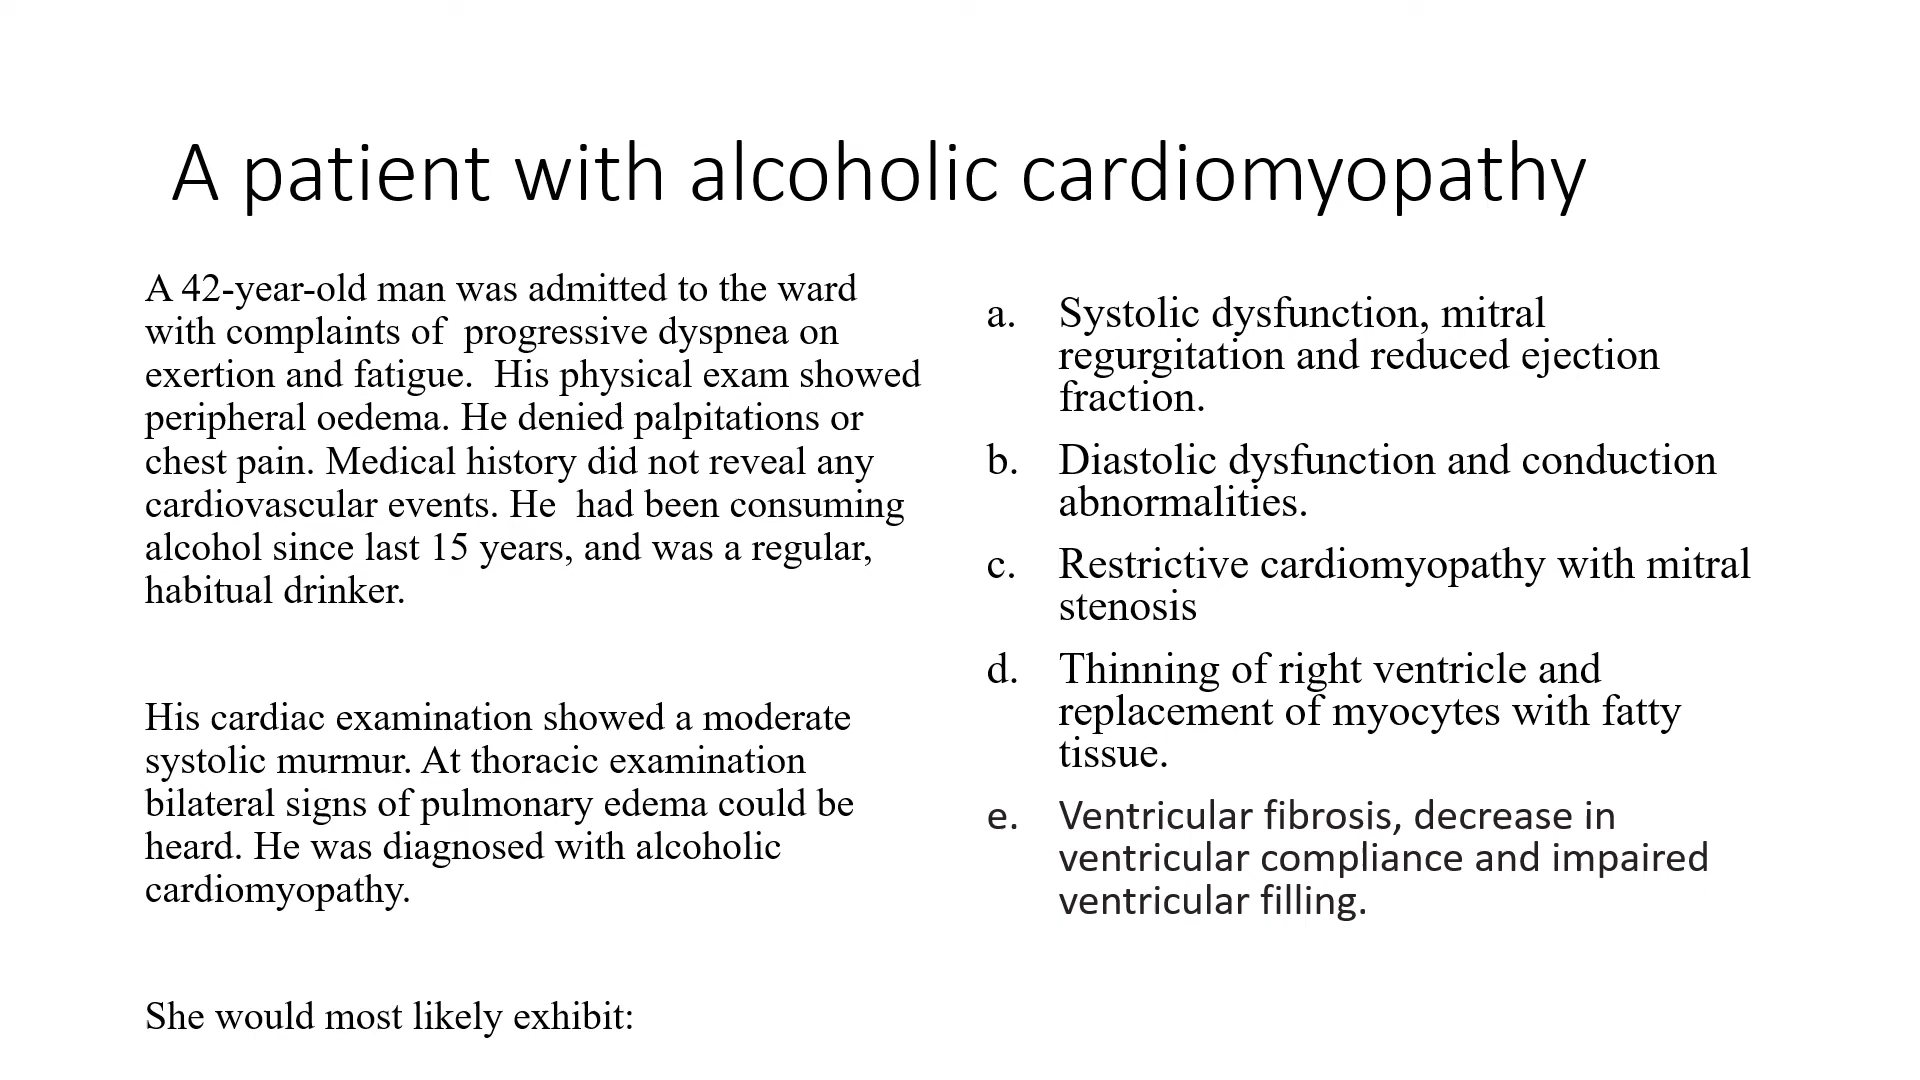 A patient with alcoholic cardiomyopathy
A 42-year-old man was admitted to the ward
with complaints of  progressive dyspnea on
exertion and fatigue.  His physical exam showed
peripheral oedema. He denied palpitations or
chest pain. Medical history did not reveal any
cardiovascular events. He  had been consuming
alcohol since last 15 years, and was a regular,
habitual drinker.
His cardiac examination showed a moderate
systolic murmur. At thoracic examination
bilateral signs of pulmonary edema could be
heard. He was diagnosed with alcoholic
cardiomyopathy.
She would most likely exhibit:
a. Systolic dysfunction, mitral
regurgitation and reduced ejection
fraction.
b. Diastolic dysfunction and conduction
abnormalities.
c. Restrictive cardiomyopathy with mitral
stenosis
d. Thinning of right ventricle and
replacement of myocytes with fatty
tissue.
e. Ventricular fibrosis, decrease in
ventricular compliance and impaired
ventricular filling.